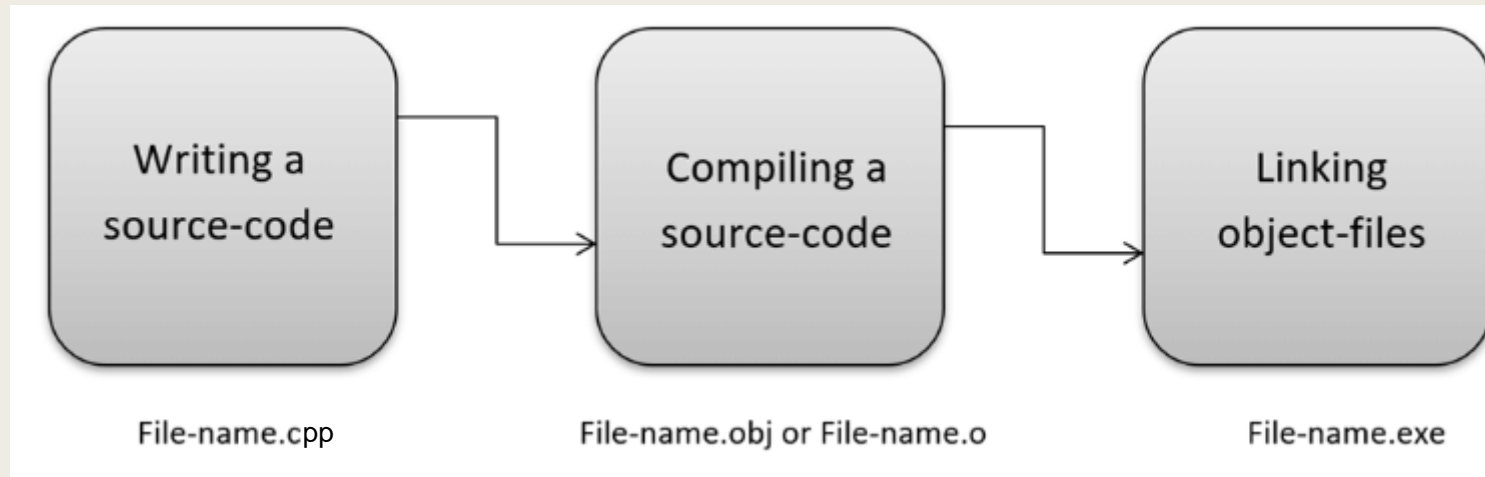 Writing a
source-code
Compiling a
source-code
Linking
object-files
File-name.cpp
File-name.obj or File-name.o
File-name.exe